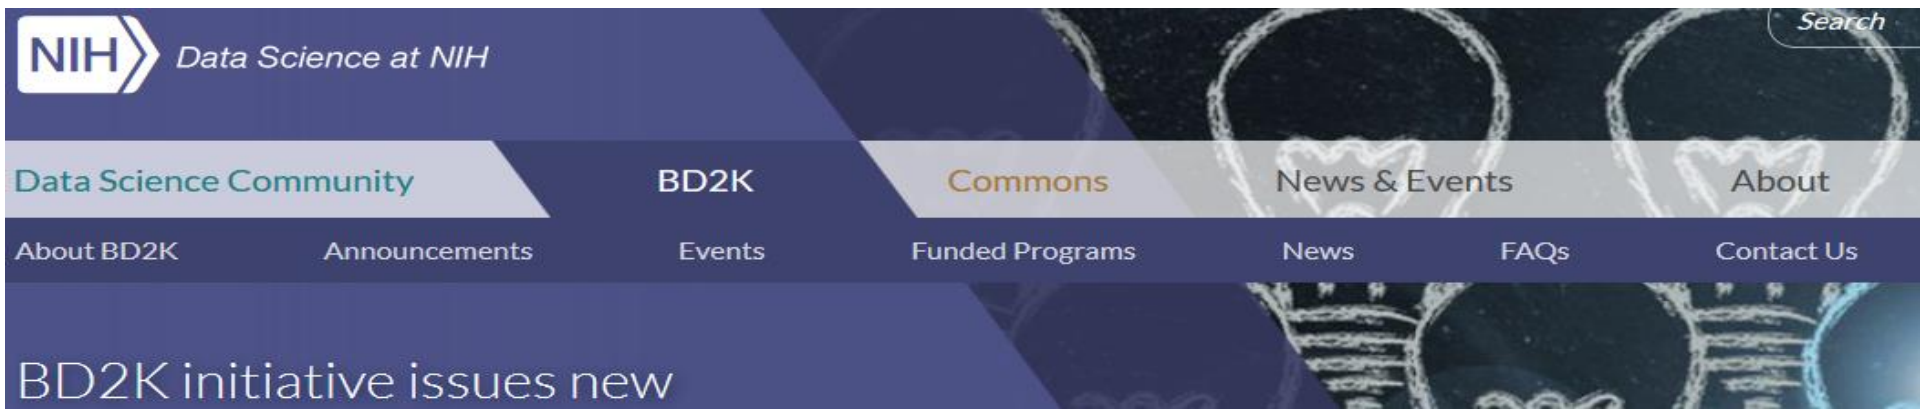 Search
NIH Data Science at NIH
Data Science Community BD2K Commons News & Events About
About BD2K Announcements Events Funded Programs News FAQs Contact Us
BD2K initiative issues new